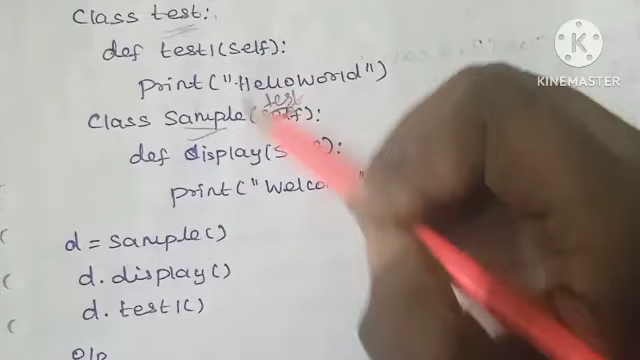 Class test:
def test1(self):
print("HelloWorld")
Class Sample(test):
def display(s):
print("Welco
d = sample()
d. display()
d. test1()
O/P
KINEMASTER